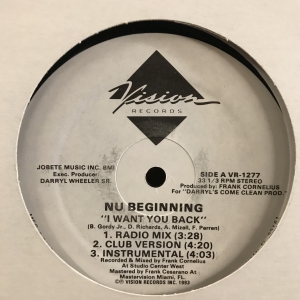 Vision
RECORDS
JOBETE MUSIC INC. BMI
Exec. Producer:
DARRYL WHEELER SR.
SIDE A VR-1277
33 1/3 RPM STEREO
Produced by: FRANK CORNELIUS
For "DARRYL'S COME CLEAN PROD."
NU BEGINNING
"I WANT YOU BACK"
(B. Gordy Jr., D. Richards, A. Mizell, F. Perren)
1. RADIO MIX (3:28)
2. CLUB VERSION (4:20)
3. INSTRUMENTAL (4:03)
Recorded & Mixed by Frank Cornelius
At Studio Center West
Mastered by Frank Cesarano At
Mastervision Miami, FL.
VISION RECORDS INC. 1993